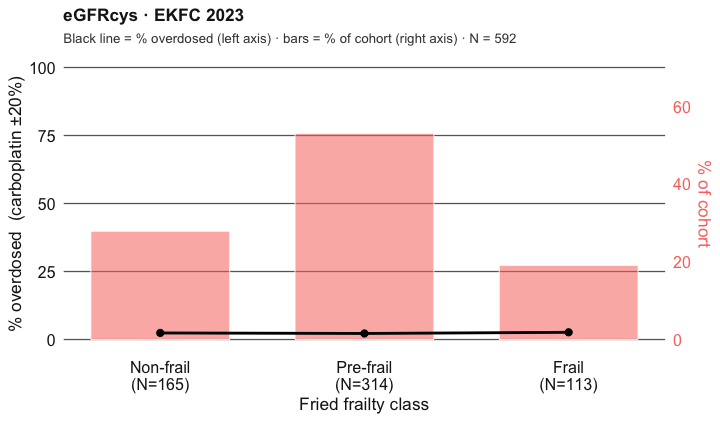 eGFRcys · EKFC 2023
Black line = % overdosed (left axis) · bars = % of cohort (right axis) · N = 592
% overdosed  (carboplatin ±20%)
100
75
50
25
0
60
40
20
0
% of cohort
Non-frail
(N=165)
Pre-frail
(N=314)
Frail
(N=113)
Fried frailty class